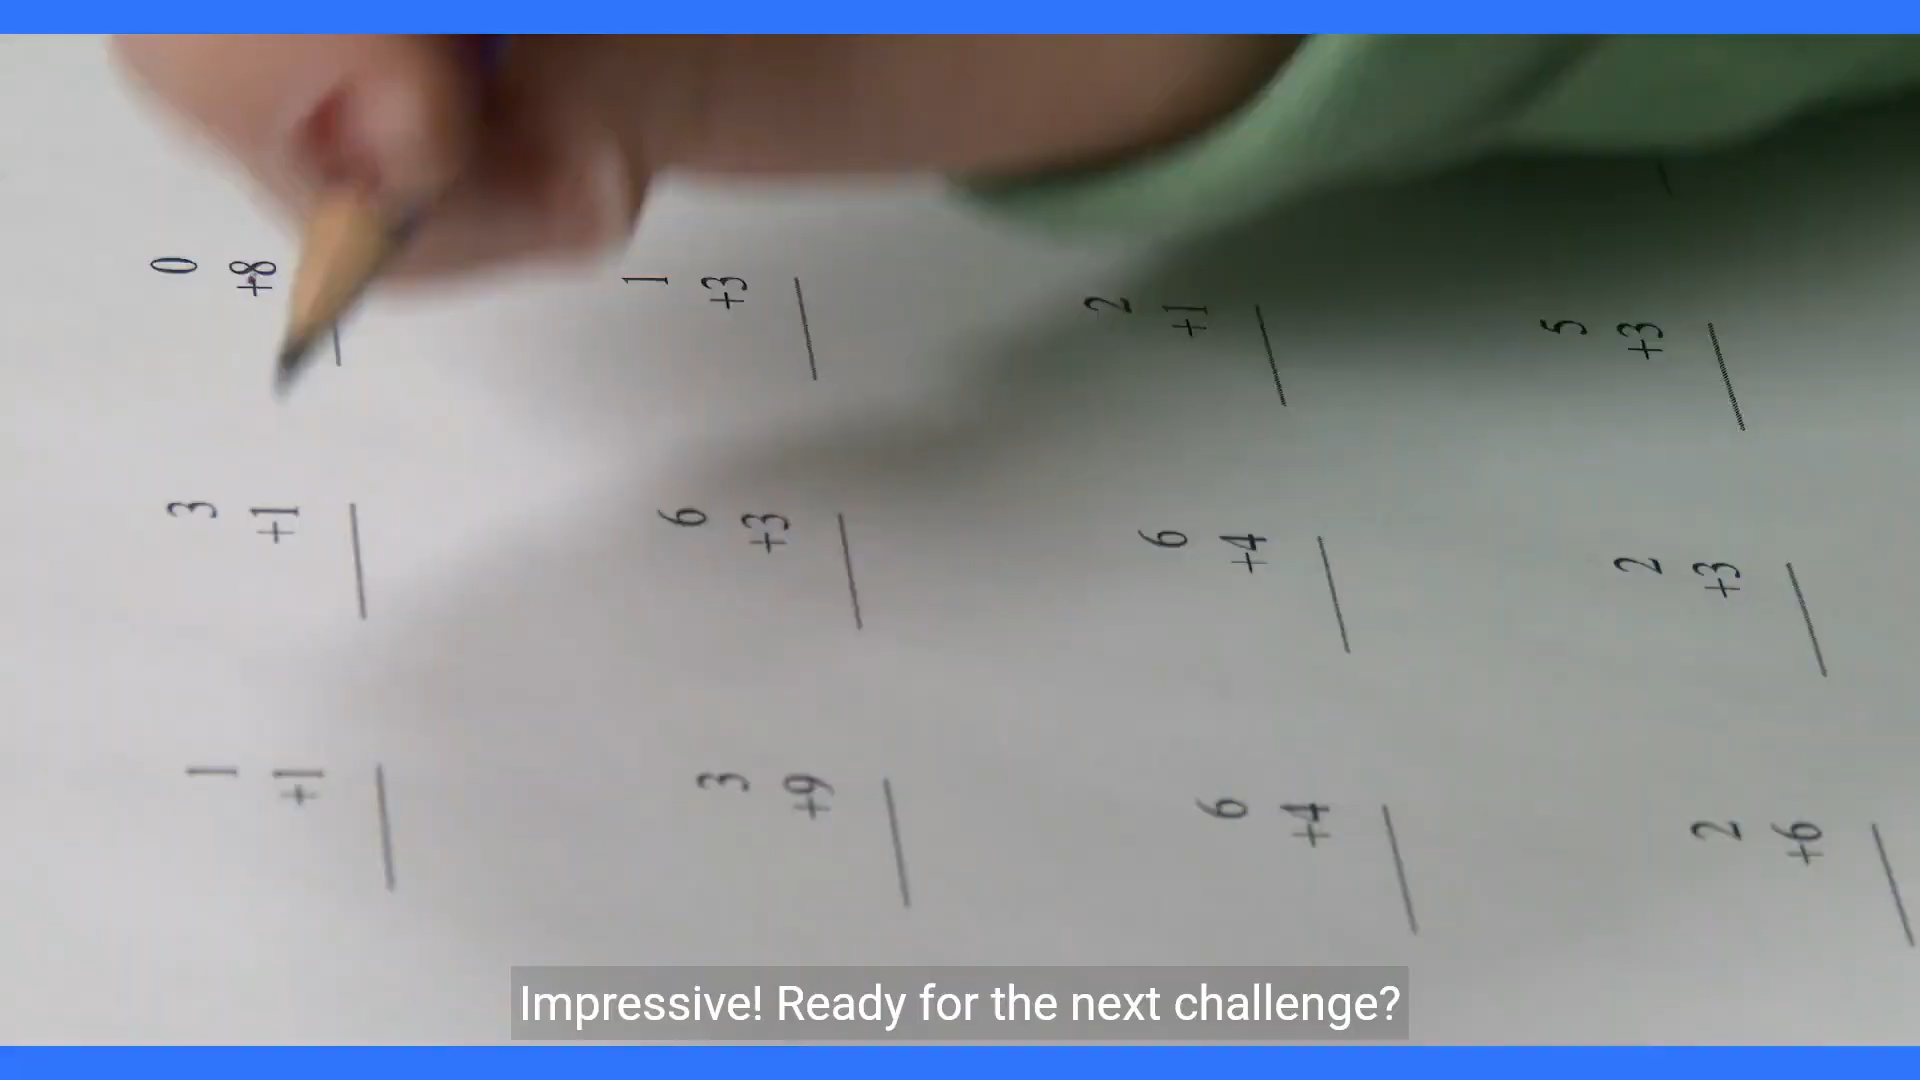 1 3 0
+1 +1 +8
3 6 1
+9 +3 +3
6 6 2
+4 +4 +1
2 2 5
+6 +3 +3
Impressive! Ready for the next challenge?